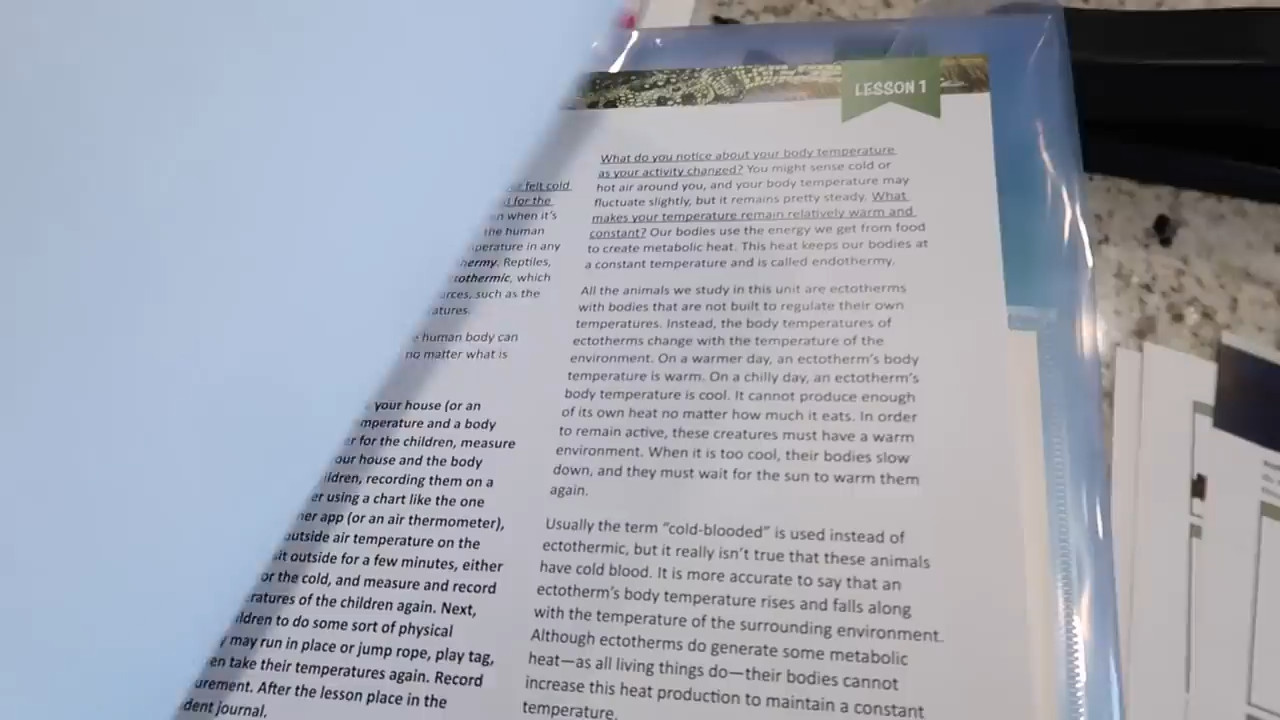 LESSON 1
felt cold
for the
n when it's
the human
perature in any
hermy. Reptiles,
tothermic, which
urces, such as the
atures.
human body can
no matter what is
your house (or an
mperature and a body
er for the children, measure
our house and the body
ildren, recording them on a
er using a chart like the one
her app (or an air thermometer),
outside air temperature on the
sit outside for a few minutes, either
or the cold, and measure and record
ratures of the children again. Next,
ildren to do some sort of physical
may run in place or jump rope, play tag,
en take their temperatures again. Record
urement. After the lesson place in the
dent journal.
What do you notice about your body temperature
as your activity changed? You might sense cold or
hot air around you, and your body temperature may
fluctuate slightly, but it remains pretty steady. What
makes your temperature remain relatively warm and
constant? Our bodies use the energy we get from food
to create metabolic heat. This heat keeps our bodies at
a constant temperature and is called endothermy.
All the animals we study in this unit are ectotherms
with bodies that are not built to regulate their own
temperatures. Instead, the body temperatures of
ectotherms change with the temperature of the
environment. On a warmer day, an ectotherm's body
temperature is warm. On a chilly day, an ectotherm's
body temperature is cool. It cannot produce enough
of its own heat no matter how much it eats. In order
to remain active, these creatures must have a warm
environment. When it is too cool, their bodies slow
down, and they must wait for the sun to warm them
again.
Usually the term "cold-blooded" is used instead of
ectothermic, but it really isn't true that these animals
have cold blood. It is more accurate to say that an
ectotherm's body temperature rises and falls along
with the temperature of the surrounding environment.
Although ectotherms do generate some metabolic
heat—as all living things do—their bodies cannot
increase this heat production to maintain a constant
temperature.